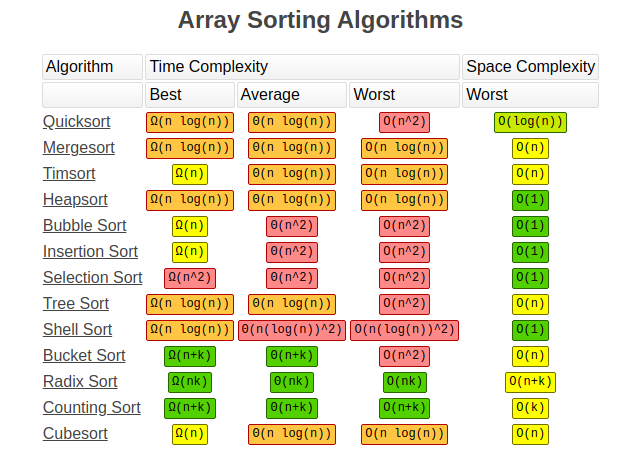 Array Sorting Algorithms
Algorithm Time Complexity Space Complexity
Best Average Worst Worst
Quicksort Ω(n log(n)) Θ(n log(n)) O(n^2) O(log(n))
Mergesort Ω(n log(n)) Θ(n log(n)) O(n log(n)) O(n)
Timsort Ω(n) Θ(n log(n)) O(n log(n)) O(n)
Heapsort Ω(n log(n)) Θ(n log(n)) O(n log(n)) O(1)
Bubble Sort Ω(n) Θ(n^2) O(n^2) O(1)
Insertion Sort Ω(n) Θ(n^2) O(n^2) O(1)
Selection Sort Ω(n^2) Θ(n^2) O(n^2) O(1)
Tree Sort Ω(n log(n)) Θ(n log(n)) O(n^2) O(n)
Shell Sort Ω(n log(n)) Θ(n(log(n))^2) O(n(log(n))^2) O(1)
Bucket Sort Ω(n+k) Θ(n+k) O(n^2) O(n)
Radix Sort Ω(nk) Θ(nk) O(nk) O(n+k)
Counting Sort Ω(n+k) Θ(n+k) O(n+k) O(k)
Cubesort Ω(n) Θ(n log(n)) O(n log(n)) O(n)